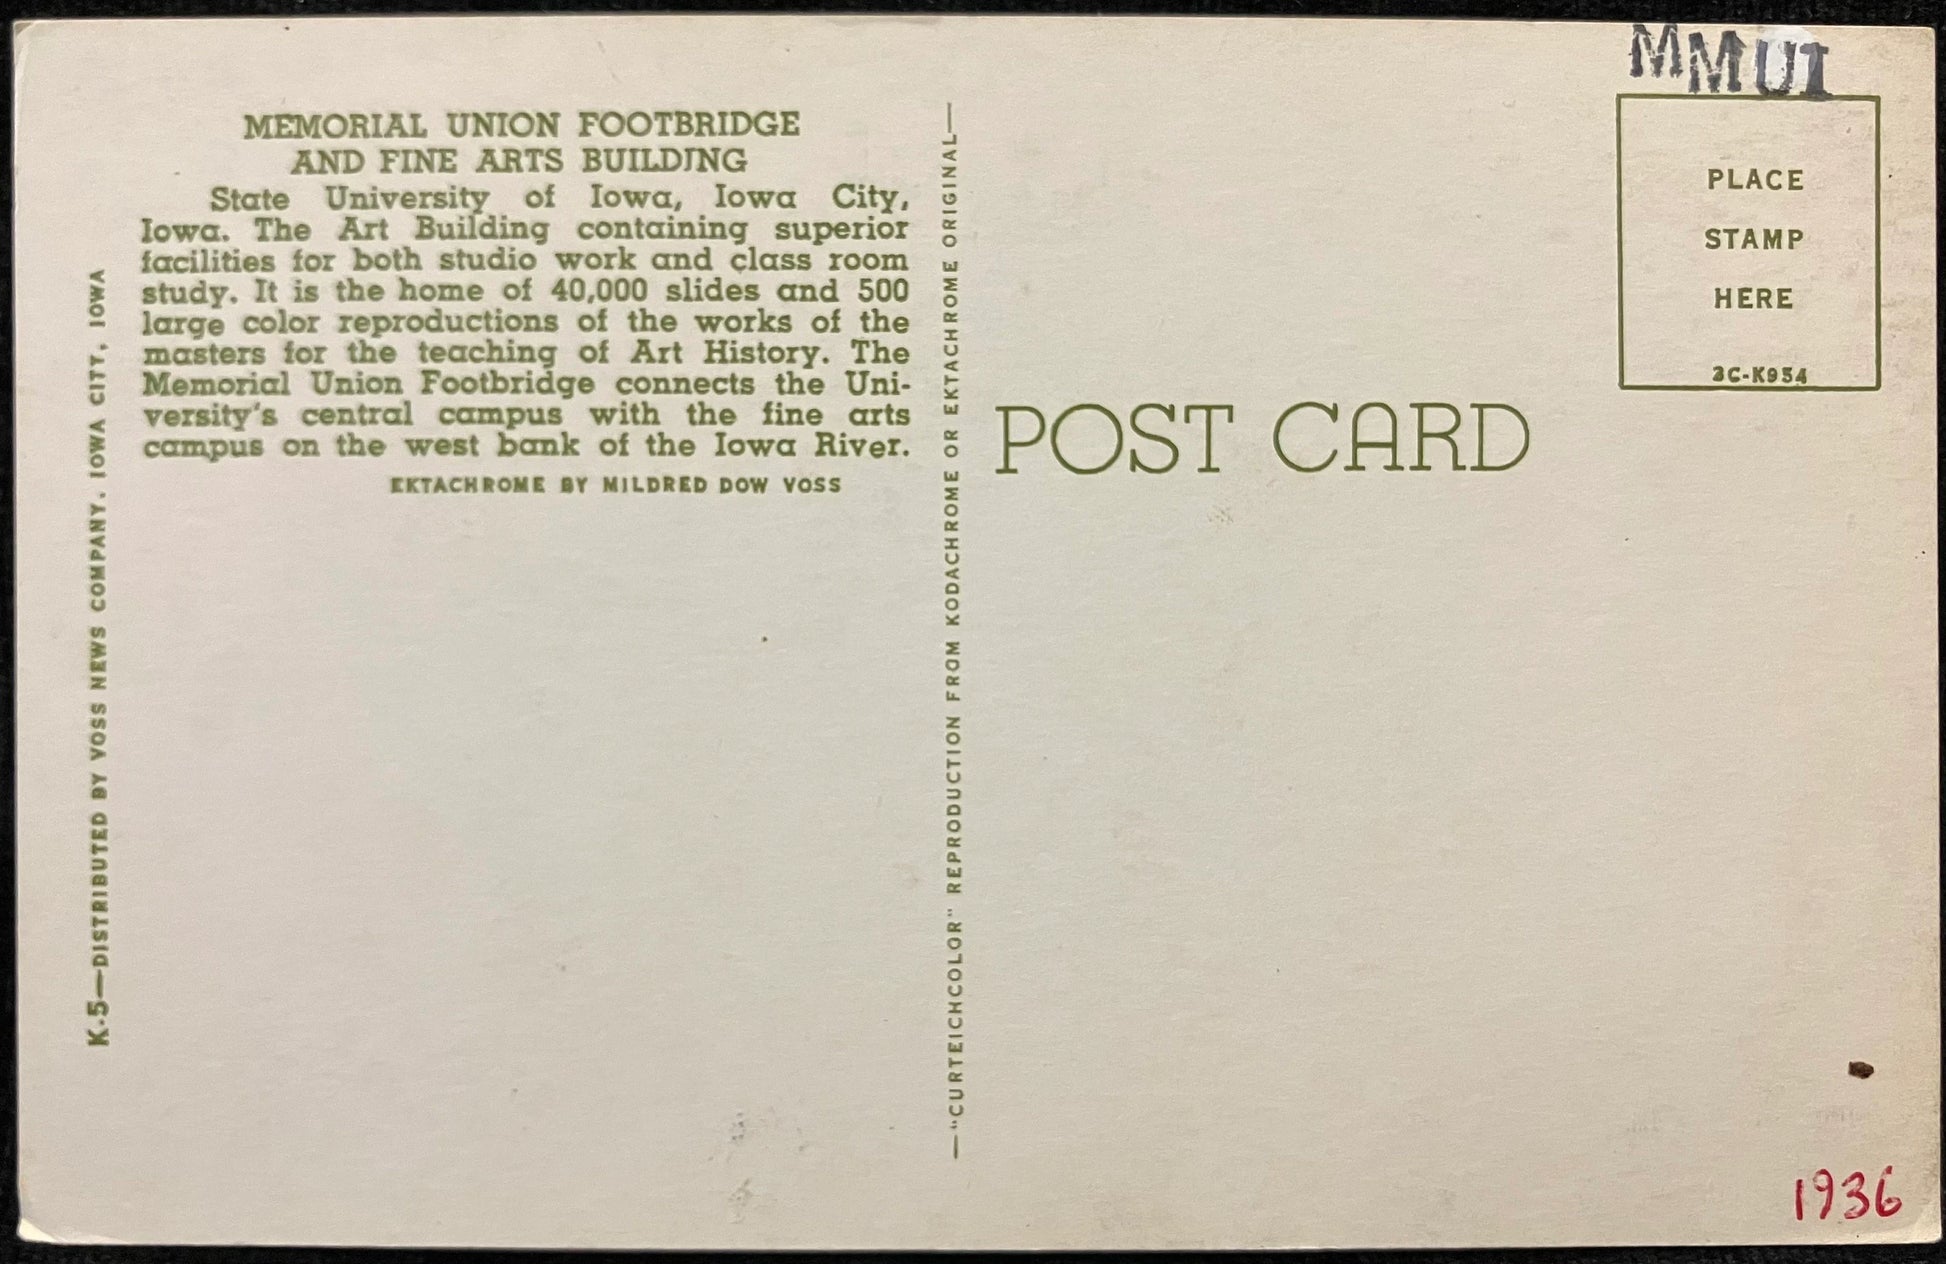 MMUI
MEMORIAL UNION FOOTBRIDGE
AND FINE ARTS BUILDING
State University of Iowa, Iowa City,
Iowa. The Art Building containing superior
facilities for both studio work and class room
study. It is the home of 40,000 slides and 500
large color reproductions of the works of the
masters for the teaching of Art History. The
Memorial Union Footbridge connects the Uni-
versity's central campus with the fine arts
campus on the west bank of the Iowa River.
EKTACHROME BY MILDRED DOW VOSS
K-5—DISTRIBUTED BY VOSS NEWS COMPANY, IOWA CITY, IOWA
—"CURTEICHCOLOR" REPRODUCTION FROM KODACHROME OR EKTACHROME ORIGINAL—
PLACE
STAMP
HERE
3C-K954
POST CARD
1936